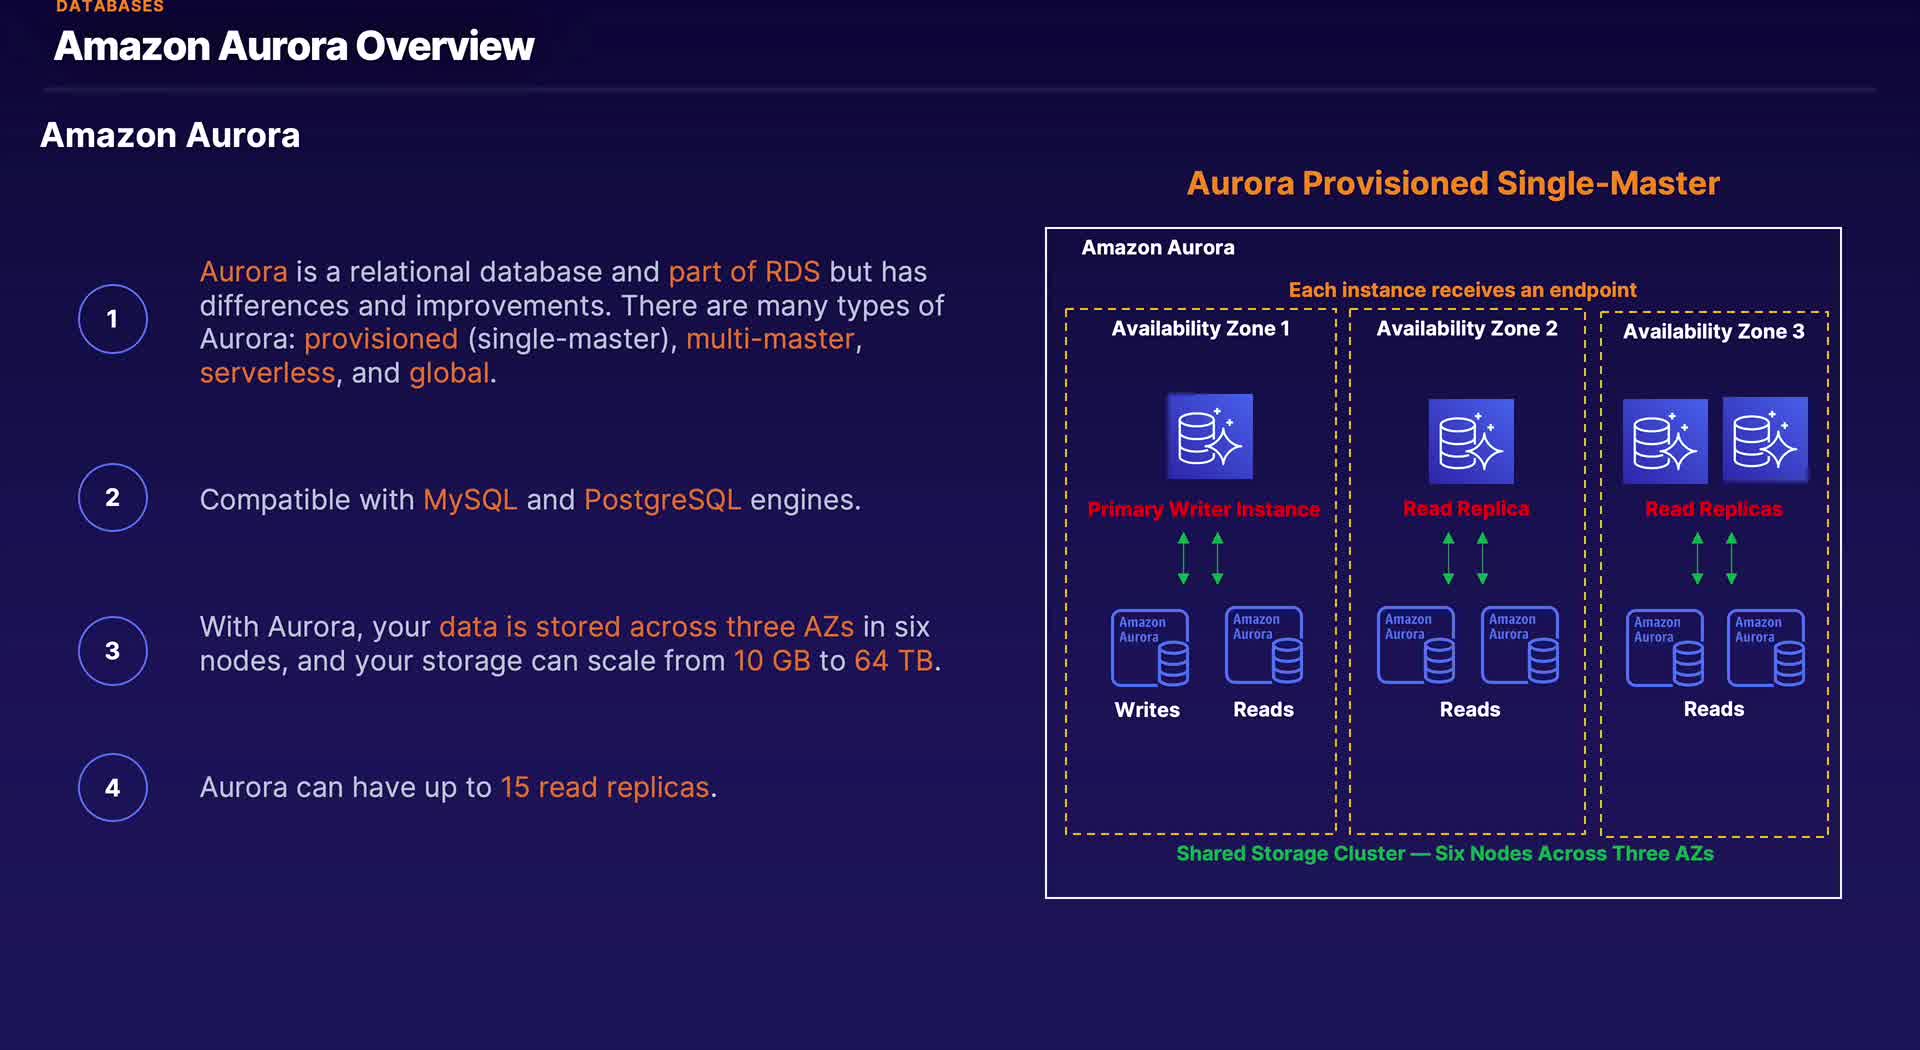 DATABASES
Amazon Aurora Overview
Amazon Aurora
1
Aurora is a relational database and part of RDS but has
differences and improvements. There are many types of
Aurora: provisioned (single-master), multi-master,
serverless, and global.
2
Compatible with MySQL and PostgreSQL engines.
3
With Aurora, your data is stored across three AZs in six
nodes, and your storage can scale from 10 GB to 64 TB.
4
Aurora can have up to 15 read replicas.
Aurora Provisioned Single-Master
Amazon Aurora
Each instance receives an endpoint
Availability Zone 1
Availability Zone 2
Availability Zone 3
Primary Writer Instance
Read Replica
Read Replicas
Amazon
Aurora
Amazon
Aurora
Amazon
Aurora
Amazon
Aurora
Amazon
Aurora
Amazon
Aurora
Writes
Reads
Reads
Reads
Shared Storage Cluster — Six Nodes Across Three AZs